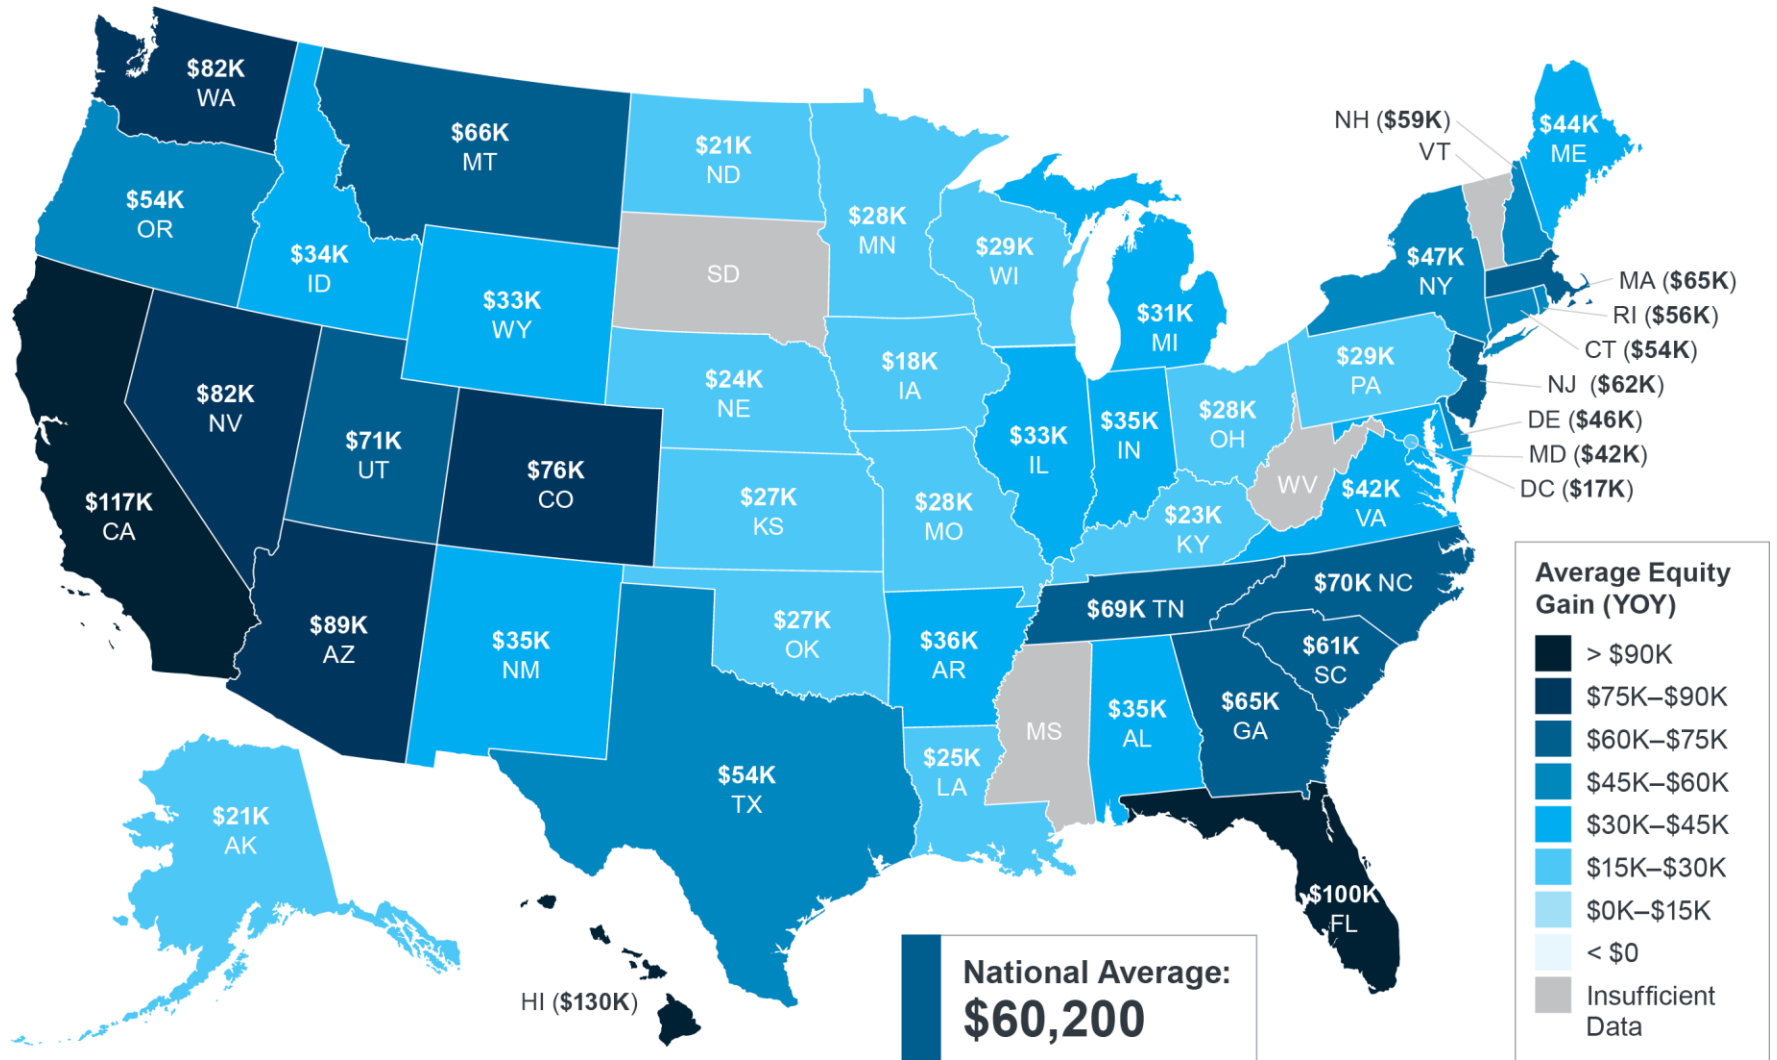 $82K
WA
$66K
MT
$21K
ND
$54K
OR
$34K
ID
$33K
WY
SD
$28K
MN
$29K
WI
$31K
MI
NH ($59K)
VT
$44K
ME
$47K
NY
MA ($65K)
RI ($56K)
CT ($54K)
NJ ($62K)
DE ($46K)
MD ($42K)
DC ($17K)
$29K
PA
$82K
NV
$71K
UT
$76K
CO
$24K
NE
$18K
IA
$33K
IL
$35K
IN
$28K
OH
WV
$42K
VA
$117K
CA
$27K
KS
$28K
MO
$23K
KY
$70K NC
$69K TN
$61K
SC
$89K
AZ
$35K
NM
$27K
OK
$36K
AR
MS
$35K
AL
$65K
GA
$54K
TX
$25K
LA
$100K
FL
$21K
AK
HI ($130K)
National Average:
$60,200
Average Equity
Gain (YOY)
> $90K
$75K–$90K
$60K–$75K
$45K–$60K
$30K–$45K
$15K–$30K
$0K–$15K
< $0
Insufficient
Data